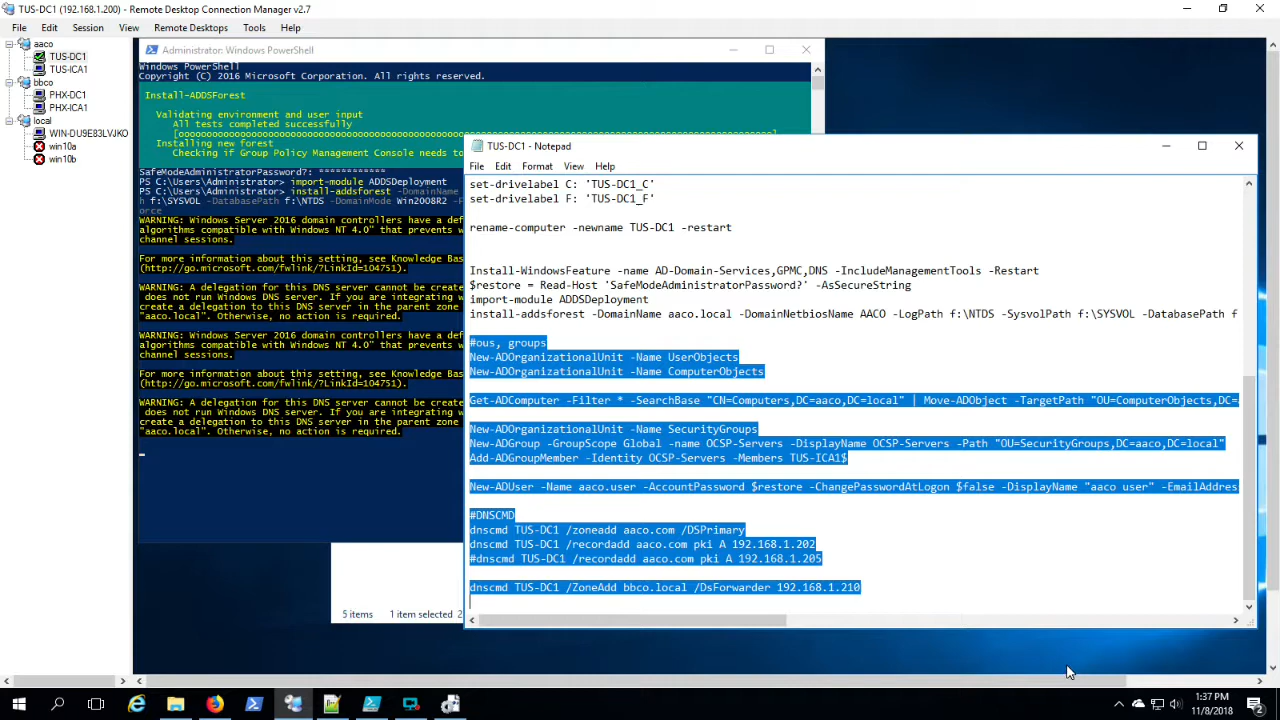 TUS-DC1 (192.168.1.200) - Remote Desktop Connection Manager v2.7
File Edit Session View Remote Desktops Tools Help
aaco
TUS-DC1
TUS-ICA1
bbco
PHX-DC1
PHX-ICA1
local
WIN-DU9E83LVJKO
win10a
win10b
Administrator: Windows PowerShell
Windows PowerShell
Copyright (C) 2016 Microsoft Corporation. All rights reserved.
Install-ADDSForest
Validating environment and user input
All tests completed successfully
Installing new forest
Checking if Group Policy Management Console needs to
SafeModeAdministratorPassword?: ************
PS C:\Users\Administrator> import-module ADDSDeployment
PS C:\Users\Administrator> install-addsforest -DomainName
h f:\SYSVOL -DatabasePath f:\NTDS -DomainMode Win2008R2 -F
orce
WARNING: Windows Server 2016 domain controllers have a def
algorithms compatible with Windows NT 4.0" that prevents w
channel sessions.
For more information about this setting, see Knowledge Bas
(http://go.microsoft.com/fwlink/?LinkId=104751).
WARNING: A delegation for this DNS server cannot be create
does not run Windows DNS server. If you are integrating w
create a delegation to this DNS server in the parent zone
"aaco.local". Otherwise, no action is required.
WARNING: Windows Server 2016 domain controllers have a def
algorithms compatible with Windows NT 4.0" that prevents w
channel sessions.
For more information about this setting, see Knowledge Bas
(http://go.microsoft.com/fwlink/?LinkId=104751).
WARNING: A delegation for this DNS server cannot be create
does not run Windows DNS server. If you are integrating w
create a delegation to this DNS server in the parent zone
"aaco.local". Otherwise, no action is required.
5 items 1 item selected 2
TUS-DC1 - Notepad
File Edit Format View Help
set-drivelabel C: 'TUS-DC1_C'
set-drivelabel F: 'TUS-DC1_F'
rename-computer -newname TUS-DC1 -restart
Install-WindowsFeature -name AD-Domain-Services,GPMC,DNS -IncludeManagementTools -Restart
$restore = Read-Host 'SafeModeAdministratorPassword?' -AsSecureString
import-module ADDSDeployment
install-addsforest -DomainName aaco.local -DomainNetbiosName AACO -LogPath f:\NTDS -SysvolPath f:\SYSVOL -DatabasePath f
#ous, groups
New-ADOrganizationalUnit -Name UserObjects
New-ADOrganizationalUnit -Name ComputerObjects
Get-ADComputer -Filter * -SearchBase "CN=Computers,DC=aaco,DC=local" | Move-ADObject -TargetPath "OU=ComputerObjects,DC=
New-ADOrganizationalUnit -Name SecurityGroups
New-ADGroup -GroupScope Global -name OCSP-Servers -DisplayName OCSP-Servers -Path "OU=SecurityGroups,DC=aaco,DC=local"
Add-ADGroupMember -Identity OCSP-Servers -Members TUS-ICA1$
New-ADUser -Name aaco.user -AccountPassword $restore -ChangePasswordAtLogon $false -DisplayName "aaco user" -EmailAddres
#DNSCMD
dnscmd TUS-DC1 /zoneadd aaco.com /DSPrimary
dnscmd TUS-DC1 /recordadd aaco.com pki A 192.168.1.202
#dnscmd TUS-DC1 /recordadd aaco.com pki A 192.168.1.205
dnscmd TUS-DC1 /ZoneAdd bbco.local /DsForwarder 192.168.1.210
1:37 PM
11/8/2018
2